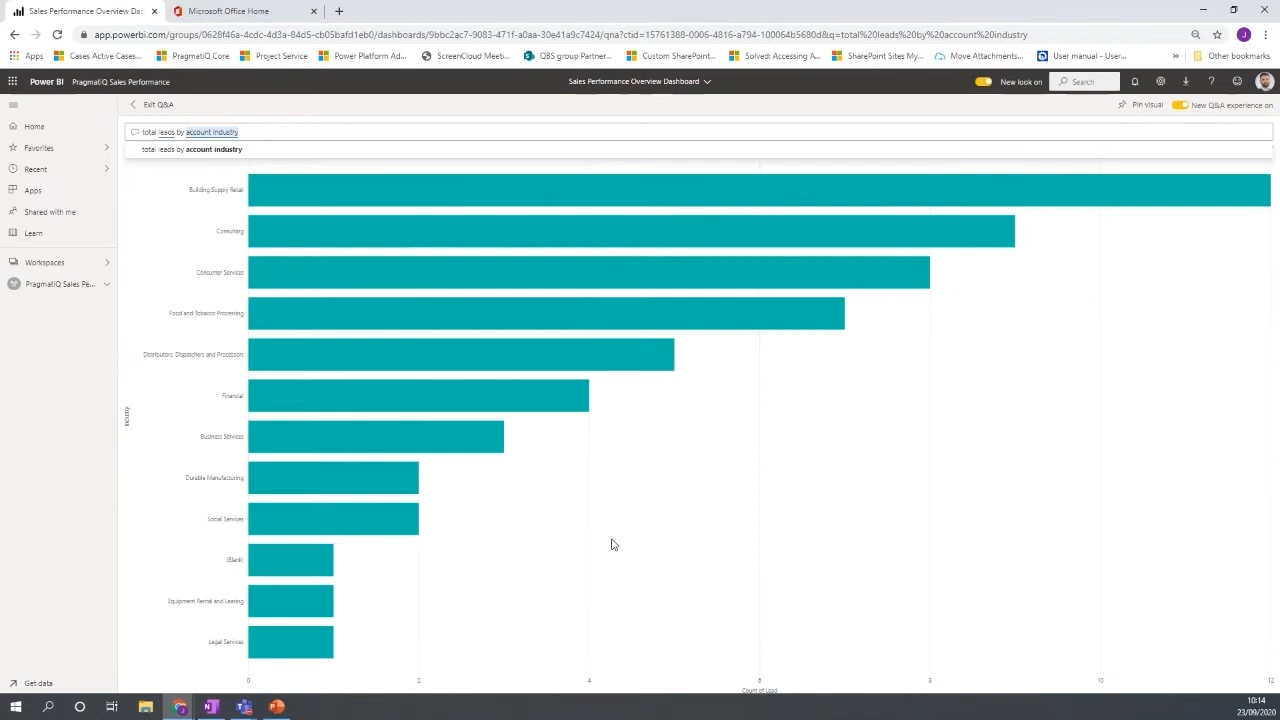 Sales Performance Overview Das
Microsoft Office Home
app.powerbi.com/groups/0628f46a-4cdc-4d3a-84d5-cb05bafd1eb0/dashboards/9bbc2ac7-9083-471f-a0aa-30e41a9c7424/qna?ctid=15761388-0006-4816-a794-100064b5680d&q=total▯leads▯by▯account▯industry
Apps
Cases Active Cases...
PragmatiQ Core
Project Service
Power Platform Ad...
ScreenCloud Meeti...
QBS group Partner...
Custom SharePoint...
Solved: Accessing A...
SharePoint Sites My...
Move Attachments...
User manual - User...
»
Other bookmarks
Power BI PragmatiQ Sales Performance
Sales Performance Overview Dashboard
New look on
Search
Exit Q&A
Pin visual
New Q&A experience on
Home
Favorites
Recent
Apps
Shared with me
Learn
Workspaces
PragmatiQ Sales Pe...
Get data
total leads by account industry
total leads by account industry
Building Supply Retail
Consulting
Consumer Services
Food and Tobacco Processing
Distributors, Dispatchers and Processors
Financial
Business Services
Durable Manufacturing
Social Services
(Blank)
Equipment Rental and Leasing
Legal Services
Industry
0 2 4 6 8 10 12
Count of Lead
10:14
23/09/2020